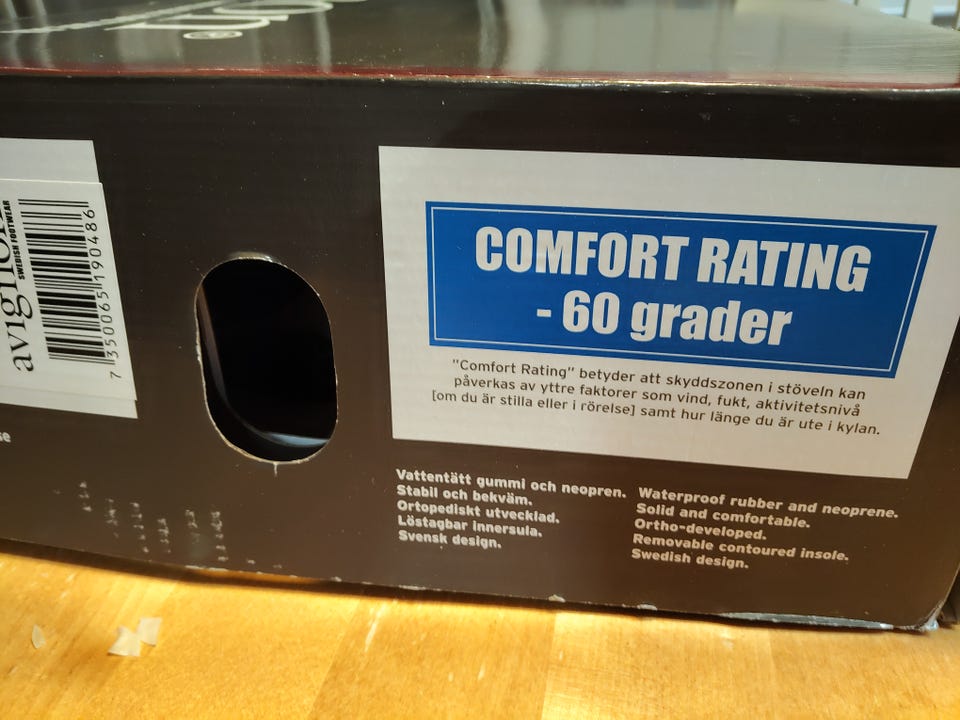 avignon
SWEDISH FOOTWEAR
7 350065 190486
COMFORT RATING
- 60 grader
"Comfort Rating" betyder att skyddszonen i stöveln kan
påverkas av yttre faktorer som vind, fukt, aktivitetsnivå
[om du är stilla eller i rörelse] samt hur länge du är ute i kylan.
Vattentätt gummi och neopren.
Stabil och bekväm.
Ortopediskt utvecklad.
Löstagbar innersula.
Svensk design.
Waterproof rubber and neoprene.
Solid and comfortable.
Ortho-developed.
Removable contoured insole.
Swedish design.